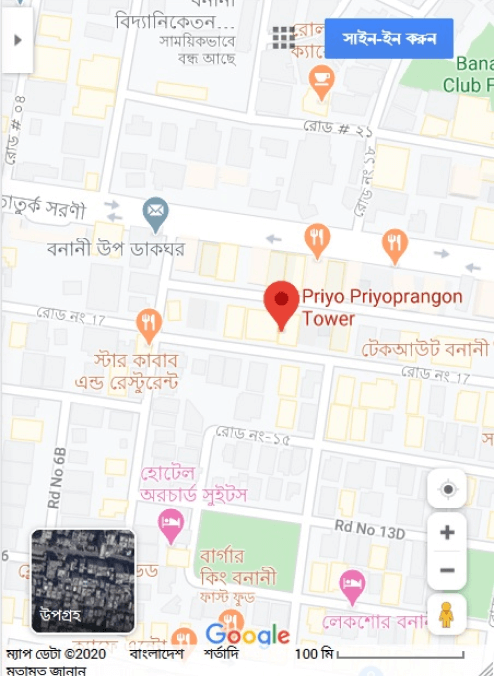 বনানী
বিদ্যানিকেতন...
সাময়িকভাবে
বন্ধ আছে
সাইন-ইন করুন
Bana
Club F
রোড # ০৪
রোড # ২১
রোড নং ১৮
তাতুর্ক সরণী
বনানী উপ ডাকঘর
Priyo Priyoprangon
Tower
রোড নং 17
স্টার কাবাব
এন্ড রেস্টুরেন্ট
টেকআউট বনানী
রোড নং 17
রোড নং-১৫
Rd No 6B
হোটেল
অরচার্ড সুইটস
Rd No 13D
বার্গার
কিং বনানী
ফাস্ট ফুড
উপগ্রহ
লেকশোর বনা
Google
ম্যাপ ডেটা ©2020 বাংলাদেশ শর্তাদি 100 মি
মতামত জানান